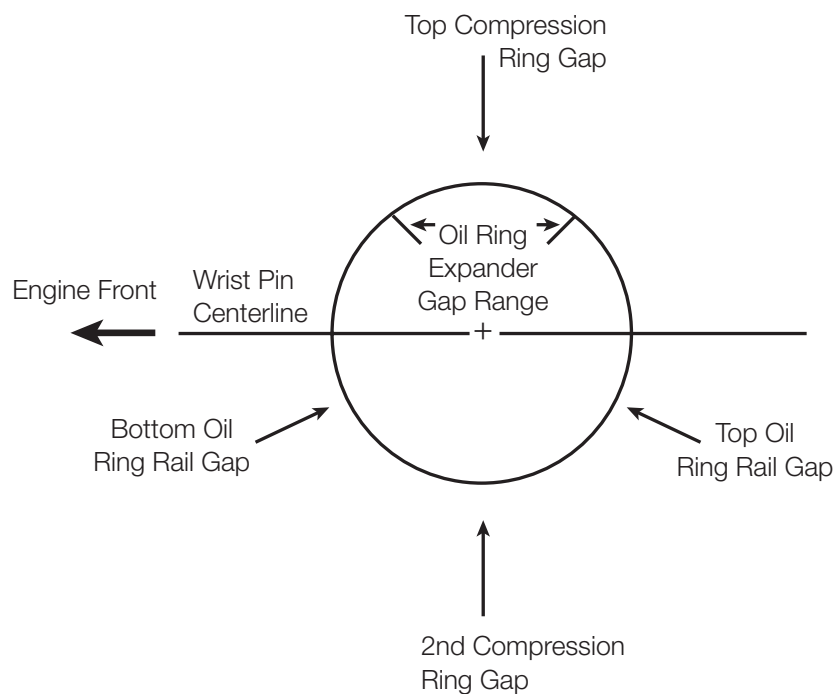 Top Compression
Ring Gap
Oil Ring
Expander
Gap Range
Wrist Pin
Centerline
Engine Front
Bottom Oil
Ring Rail Gap
Top Oil
Ring Rail Gap
2nd Compression
Ring Gap